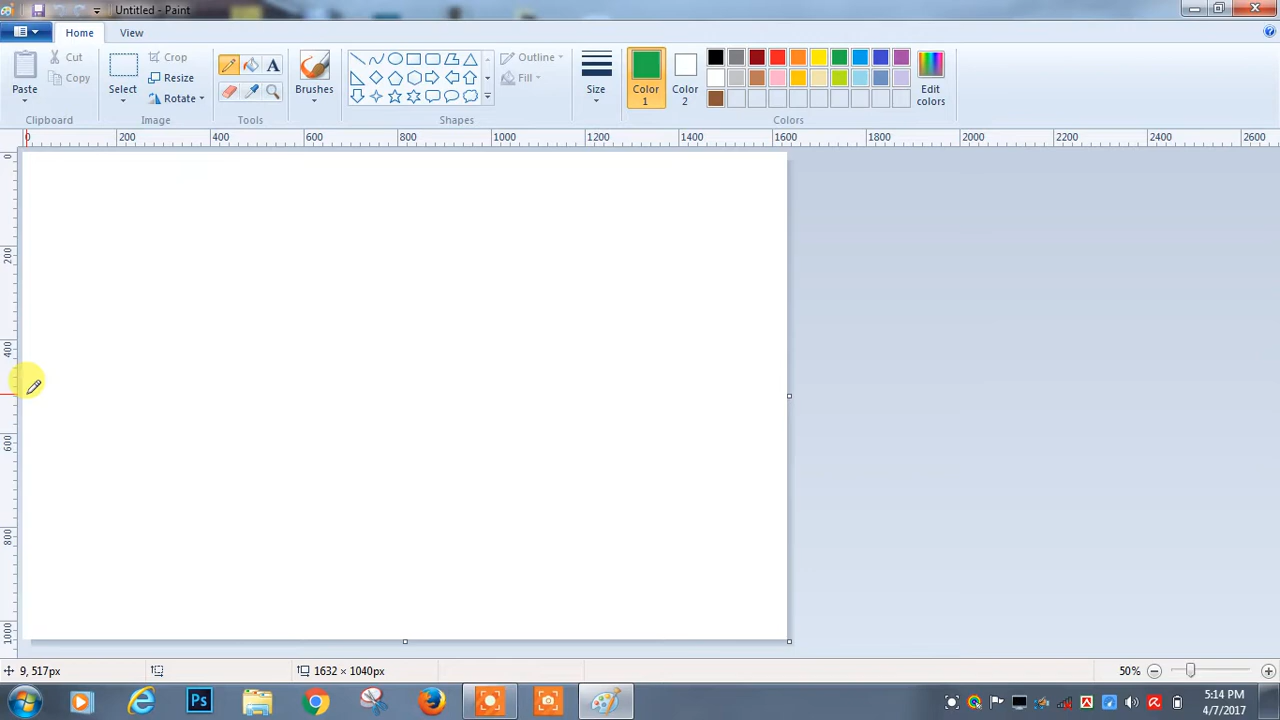 Untitled - Paint
Home View
Paste
Cut
Copy
Clipboard
Select
Crop
Resize
Rotate
Image
A
Tools
Brushes
Shapes
Outline
Fill
Size
Color 1
Color 2
Edit colors
Colors
0 200 400 600 800 1000 1200 1400 1600 1800 2000 2200 2400 2600
0
200
400
600
800
1000
9, 517px
1632 × 1040px
50%
Ps
5:14 PM
4/7/2017